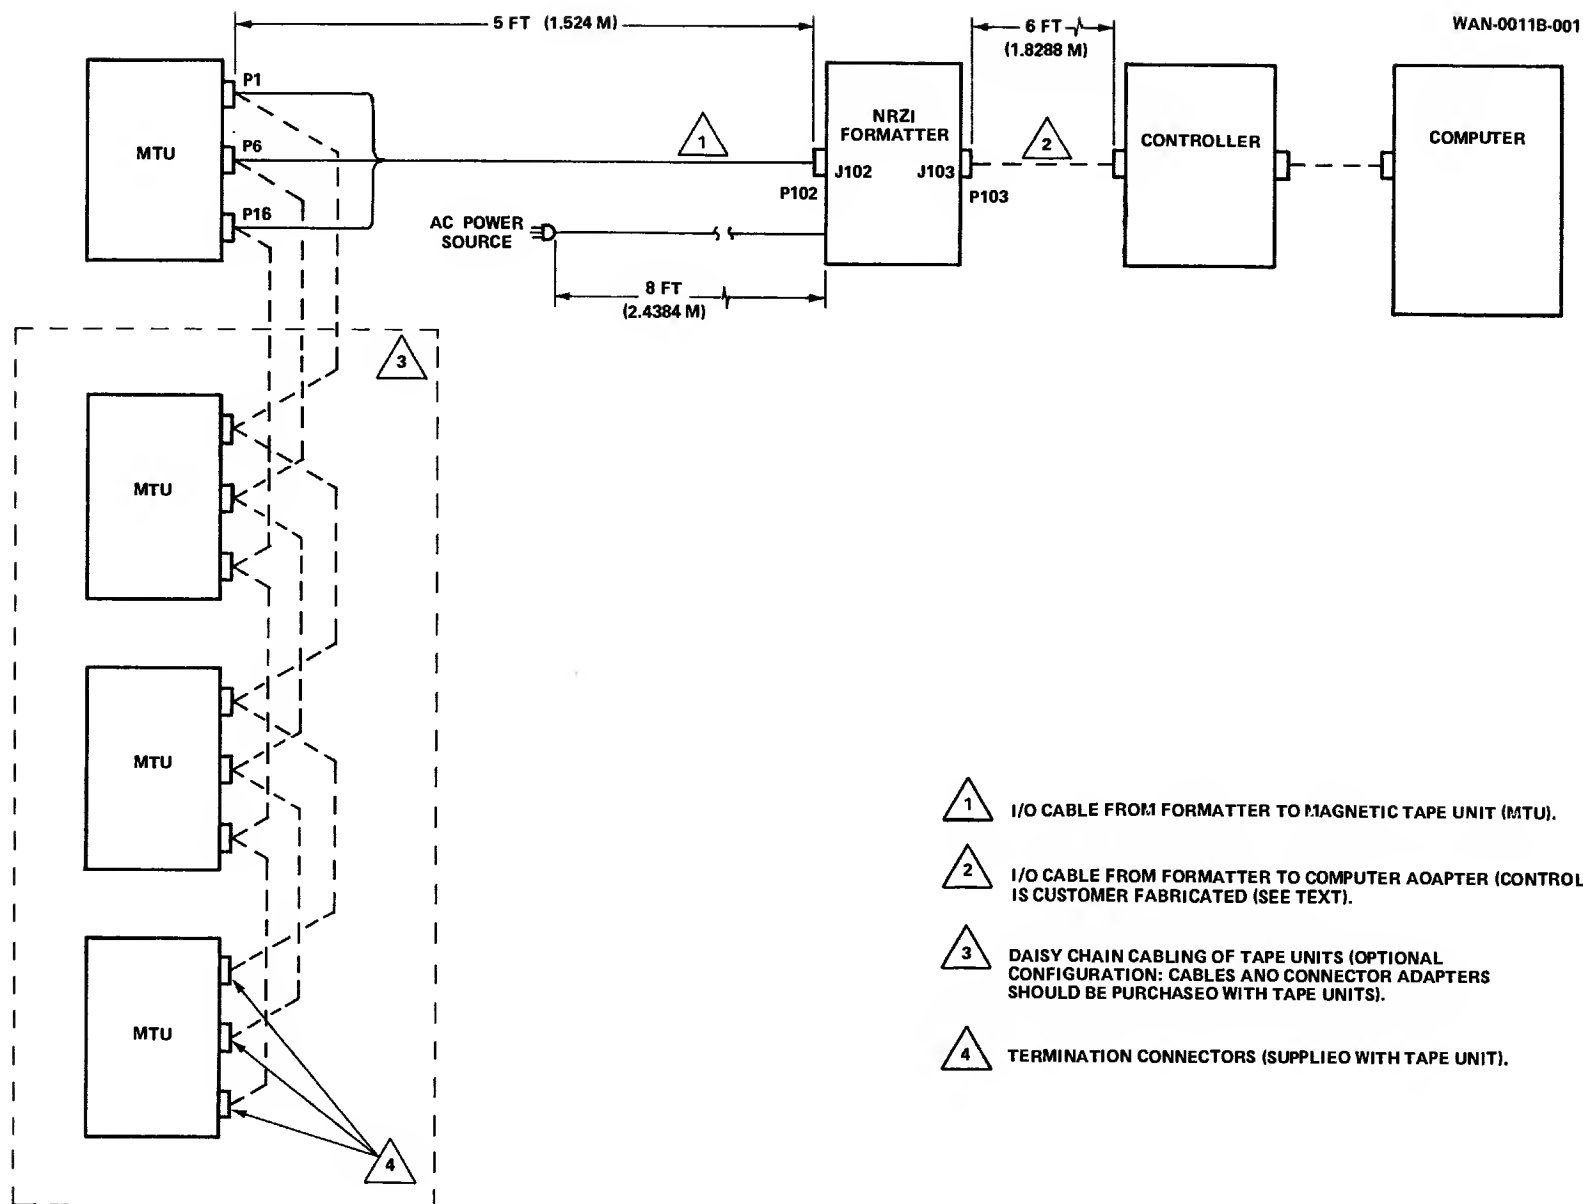 WAN-0011B-001
5 FT (1.524 M)
6 FT
(1.8288 M)
MTU
P1
P6
P16
1
P102
J102
NRZI
FORMATTER
J103
P103
2
CONTROLLER
COMPUTER
AC POWER
SOURCE
8 FT
(2.4384 M)
3
MTU
MTU
MTU
4
1 I/O CABLE FROM FORMATTER TO MAGNETIC TAPE UNIT (MTU).
2 I/O CABLE FROM FORMATTER TO COMPUTER AOAPTER (CONTROL
IS CUSTOMER FABRICATED (SEE TEXT).
3 DAISY CHAIN CABLING OF TAPE UNITS (OPTIONAL
CONFIGURATION: CABLES ANO CONNECTOR ADAPTERS
SHOULD BE PURCHASEO WITH TAPE UNITS).
4 TERMINATION CONNECTORS (SUPPLIEO WITH TAPE UNIT).